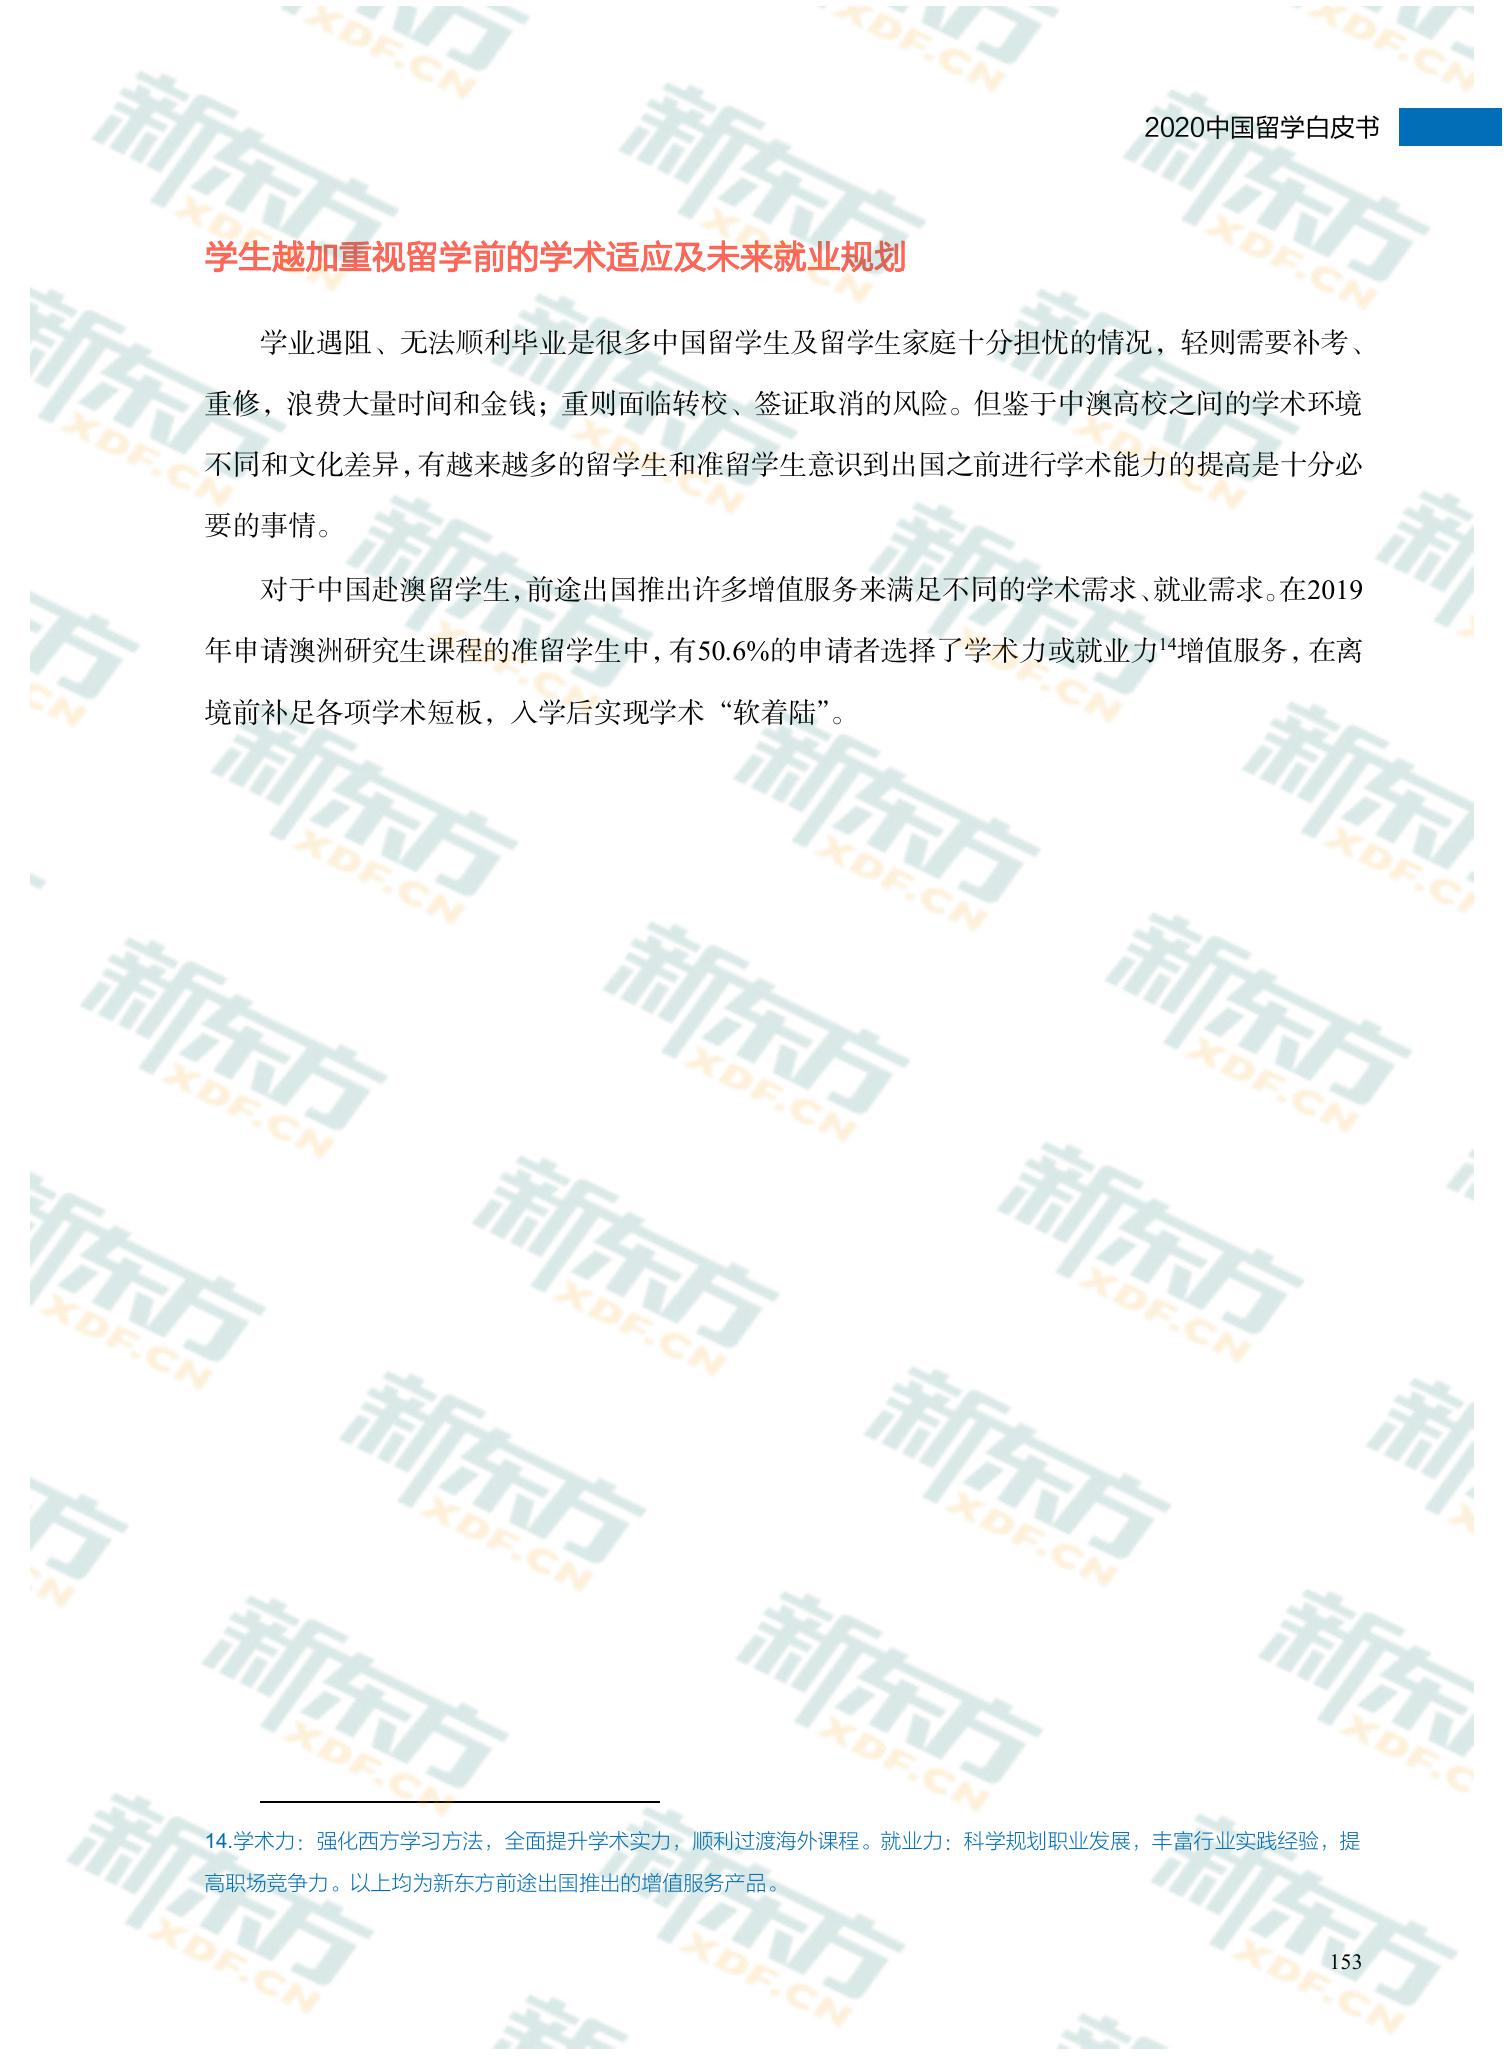 2020中国留学白皮书
学生越加重视留学前的学术适应及未来就业规划
学业遇阻、无法顺利毕业是很多中国留学生及留学生家庭十分担忧的情况，轻则需要补考、
重修，浪费大量时间和金钱；重则面临转校、签证取消的风险。但鉴于中澳高校之间的学术环境
不同和文化差异，有越来越多的留学生和准留学生意识到出国之前进行学术能力的提高是十分必
要的事情。
对于中国赴澳留学生，前途出国推出许多增值服务来满足不同的学术需求、就业需求。在2019
年申请澳洲研究生课程的准留学生中，有50.6%的申请者选择了学术力或就业力14增值服务，在离
境前补足各项学术短板，入学后实现学术“软着陆”。
14.学术力：强化西方学习方法，全面提升学术实力，顺利过渡海外课程。就业力：科学规划职业发展，丰富行业实践经验，提
高职场竞争力。以上均为新东方前途出国推出的增值服务产品。
153
新东方
XDF.CN